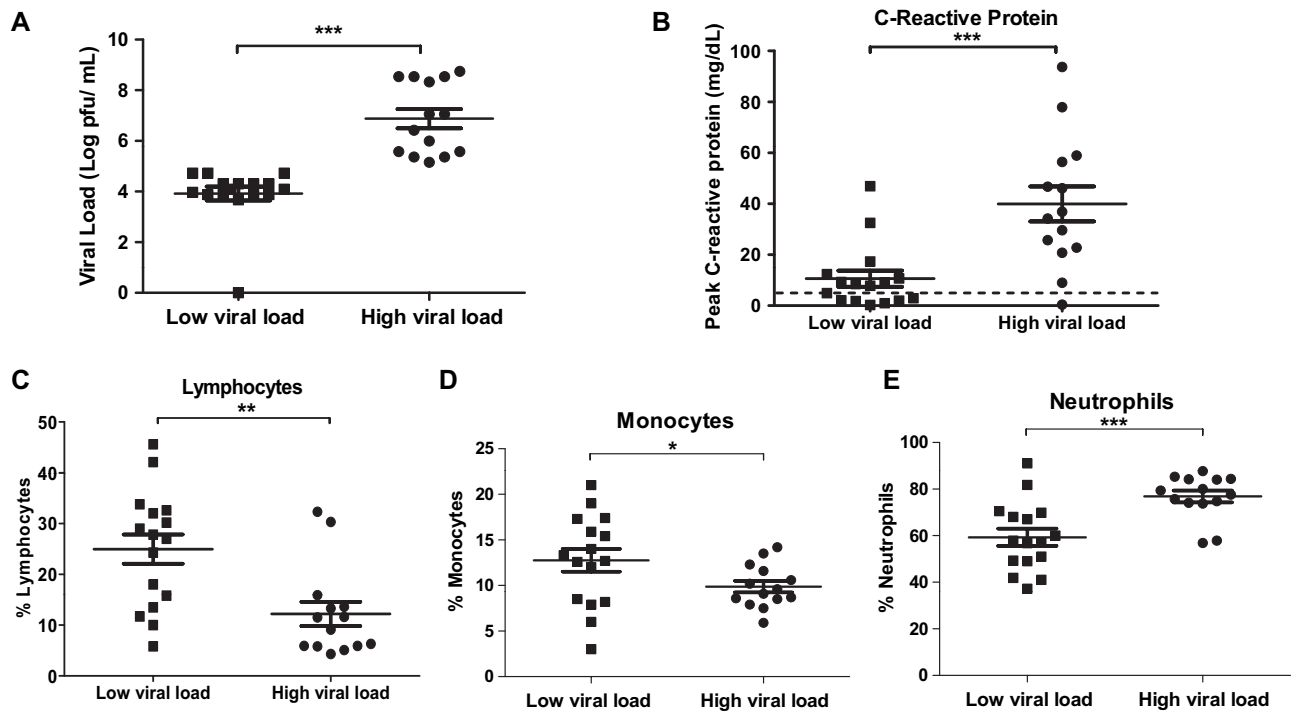 A
Viral Load (Log pfu/ mL)
10
8
6
4
2
0
***
Low viral load
High viral load
B
C-Reactive Protein
***
Peak C-reactive protein (mg/dL)
100
80
60
40
20
0
Low viral load
High viral load
C
Lymphocytes
**
% Lymphocytes
50
40
30
20
10
0
Low viral load
High viral load
D
Monocytes
*
% Monocytes
25
20
15
10
5
0
Low viral load
High viral load
E
Neutrophils
***
% Neutrophils
100
80
60
40
20
0
Low viral load
High viral load